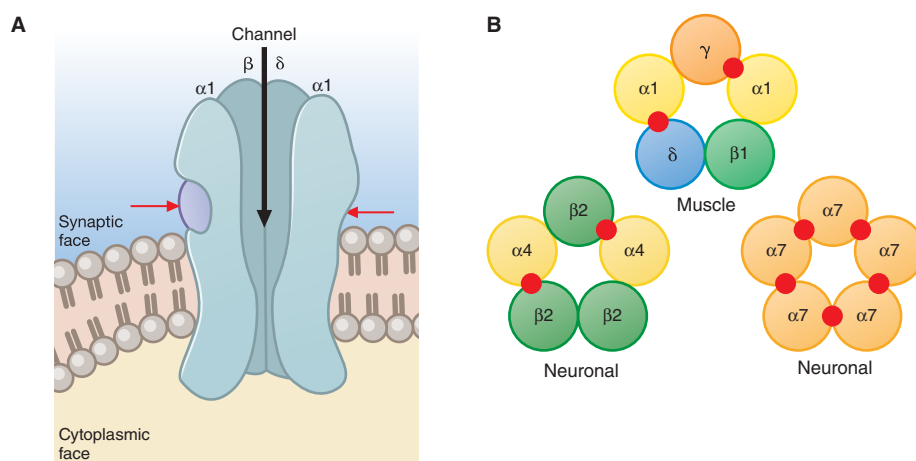 A
Channel
β δ
α1 α1
Synaptic
face
Cytoplasmic
face
B
γ
α1 α1
δ β1
Muscle
β2
α4 α4
β2 β2
Neuronal
α7
α7 α7
α7 α7
Neuronal